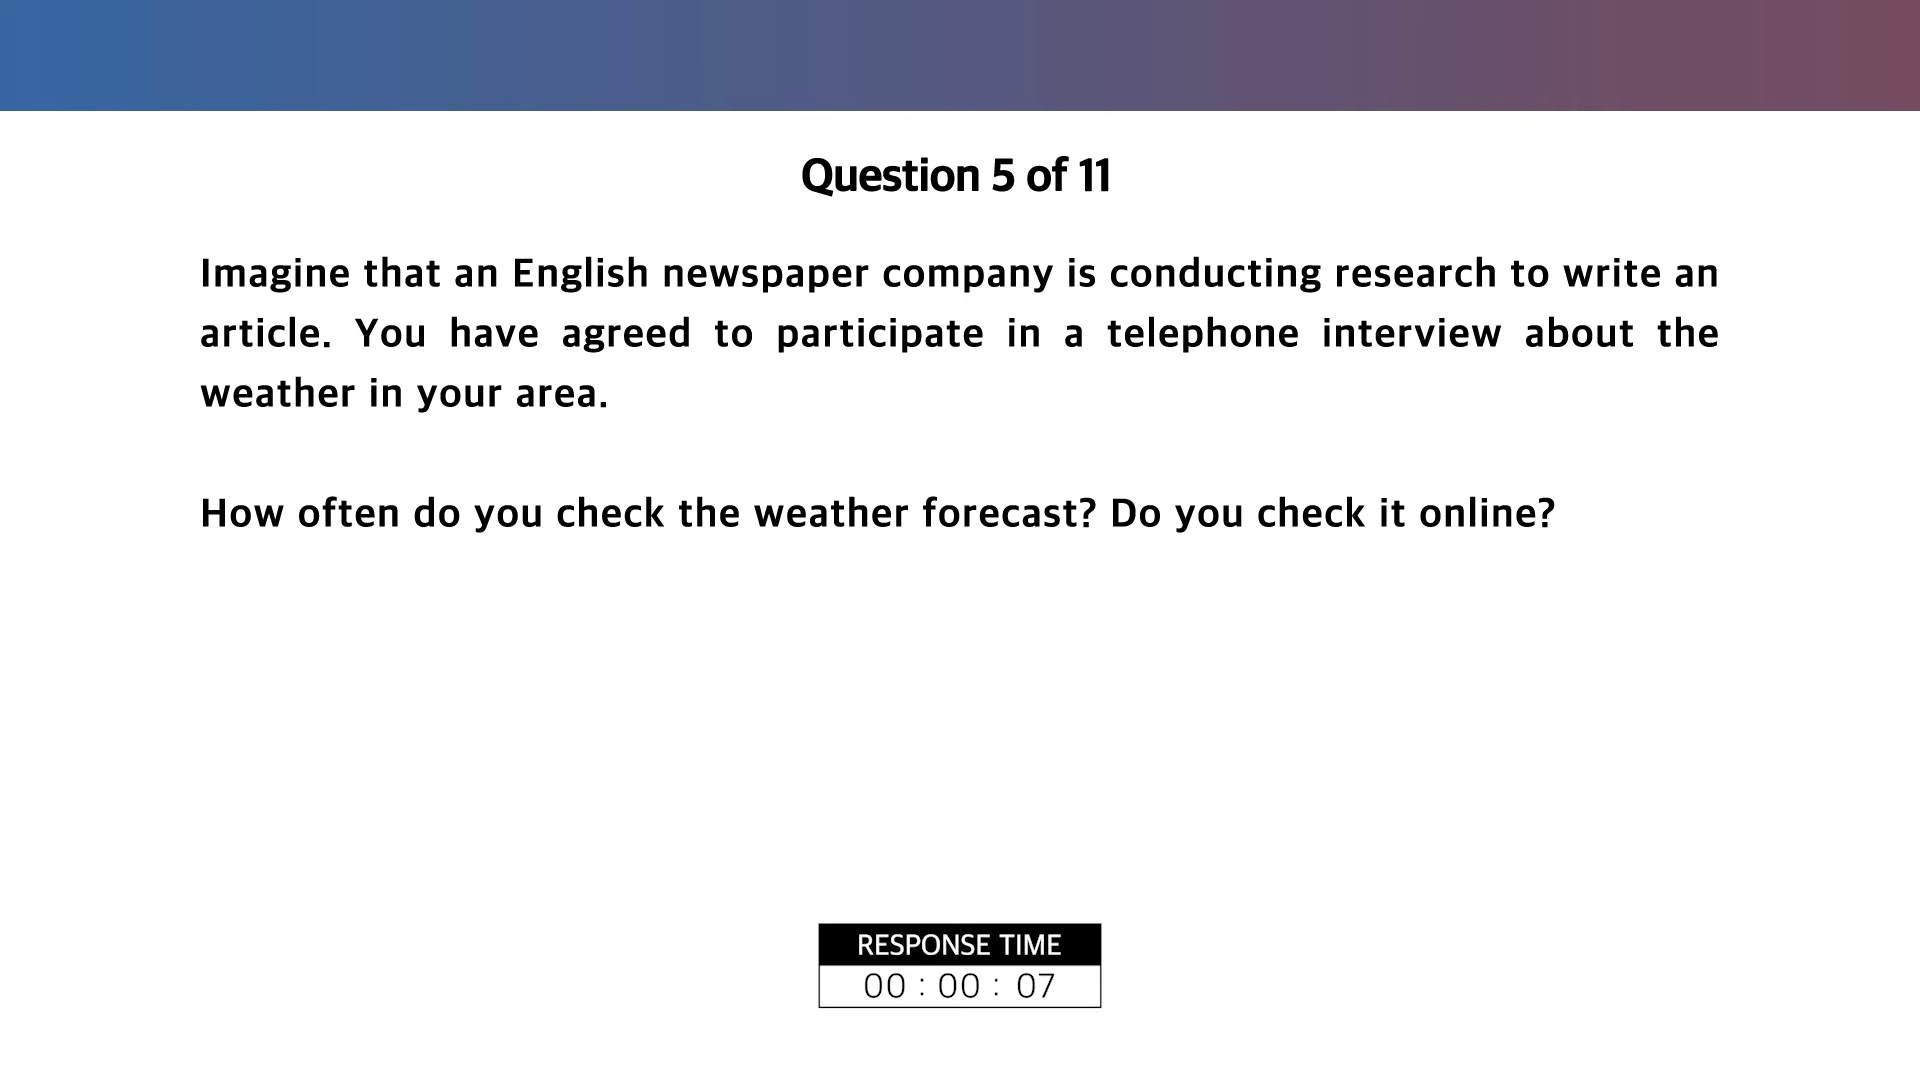 Question 5 of 11
Imagine that an English newspaper company is conducting research to write an
article. You have agreed to participate in a telephone interview about the
weather in your area.
How often do you check the weather forecast? Do you check it online?
RESPONSE TIME
00 : 00 : 07